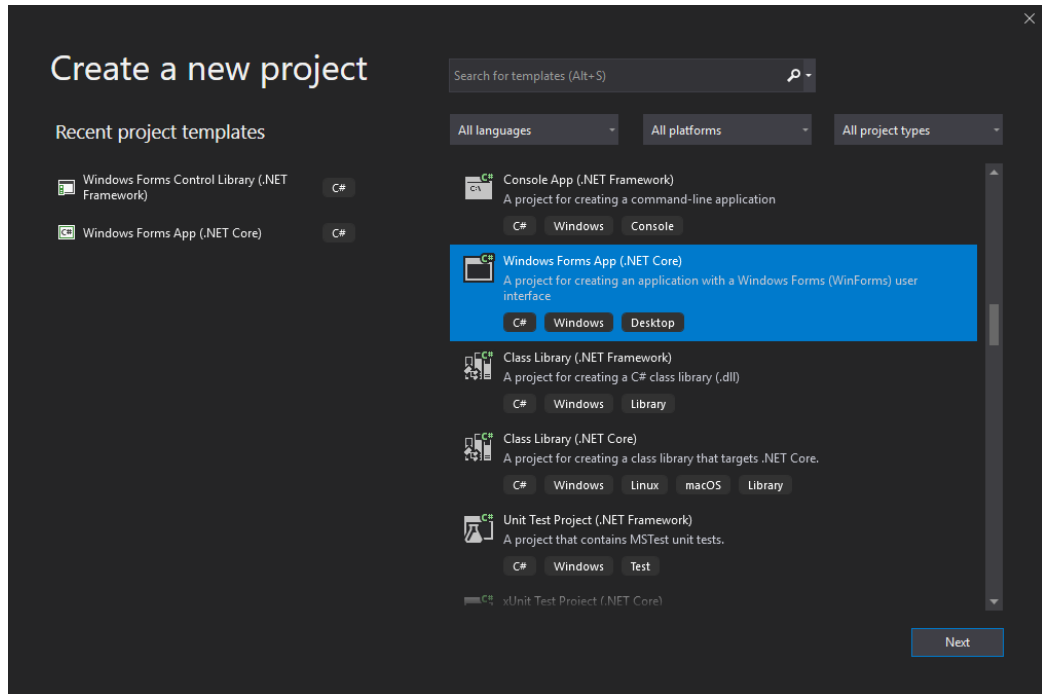 Create a new project
Search for templates (Alt+S)
Recent project templates
All languages
All platforms
All project types
Windows Forms Control Library (.NET
Framework)
C#
Windows Forms App (.NET Core)
C#
Console App (.NET Framework)
A project for creating a command-line application
C# Windows Console
Windows Forms App (.NET Core)
A project for creating an application with a Windows Forms (WinForms) user
interface
C# Windows Desktop
Class Library (.NET Framework)
A project for creating a C# class library (.dll)
C# Windows Library
Class Library (.NET Core)
A project for creating a class library that targets .NET Core.
C# Windows Linux macOS Library
Unit Test Project (.NET Framework)
A project that contains MSTest unit tests.
C# Windows Test
xUnit Test Project (.NET Core)
Next